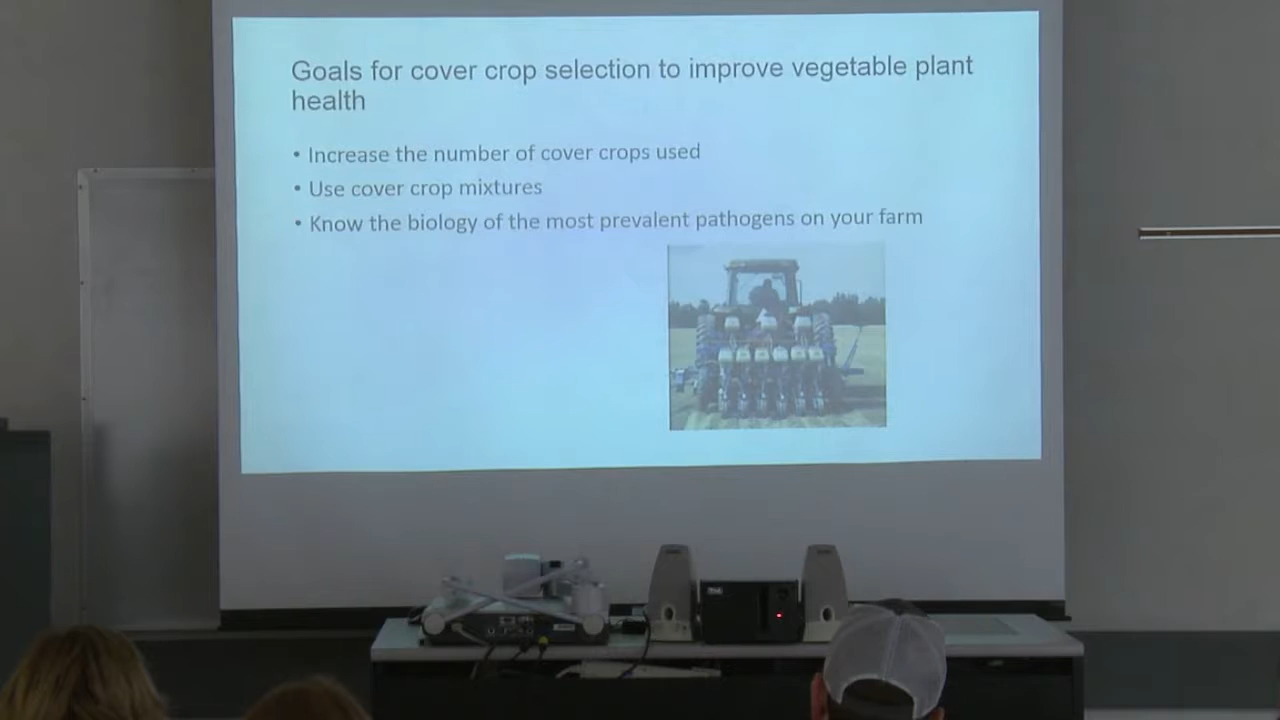 Goals for cover crop selection to improve vegetable plant
health
• Increase the number of cover crops used
• Use cover crop mixtures
• Know the biology of the most prevalent pathogens on your farm